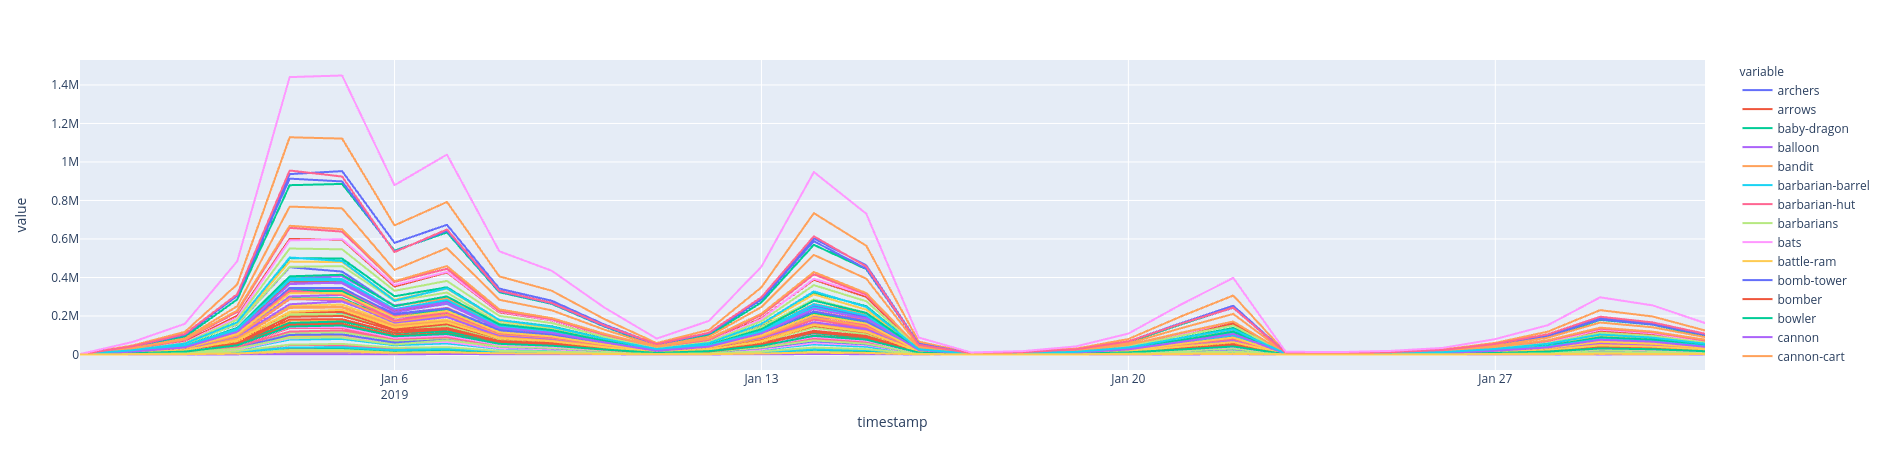 variable
archers
arrows
baby-dragon
balloon
bandit
barbarian-barrel
barbarian-hut
barbarians
bats
battle-ram
bomb-tower
bomber
bowler
cannon
cannon-cart
value
1.4M
1.2M
1M
0.8M
0.6M
0.4M
0.2M
0
Jan 6
2019
Jan 13
Jan 20
Jan 27
timestamp